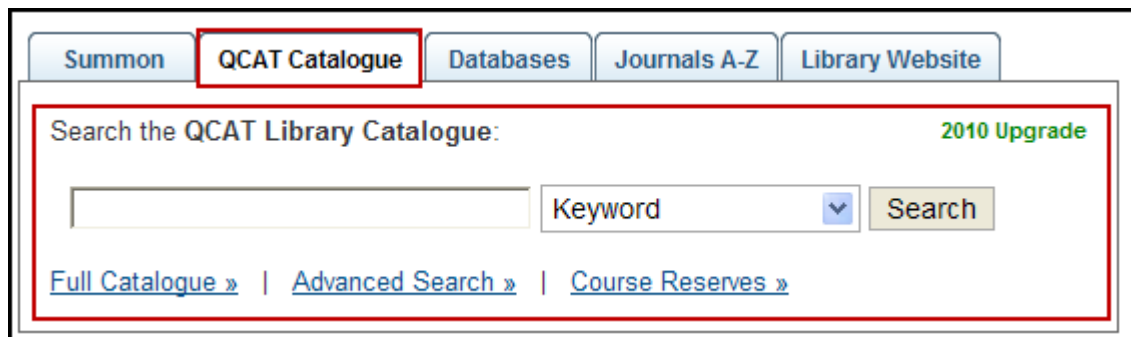 Summon QCAT Catalogue Databases Journals A-Z Library Website
Search the QCAT Library Catalogue: 2010 Upgrade
Keyword Search
Full Catalogue » | Advanced Search » | Course Reserves »